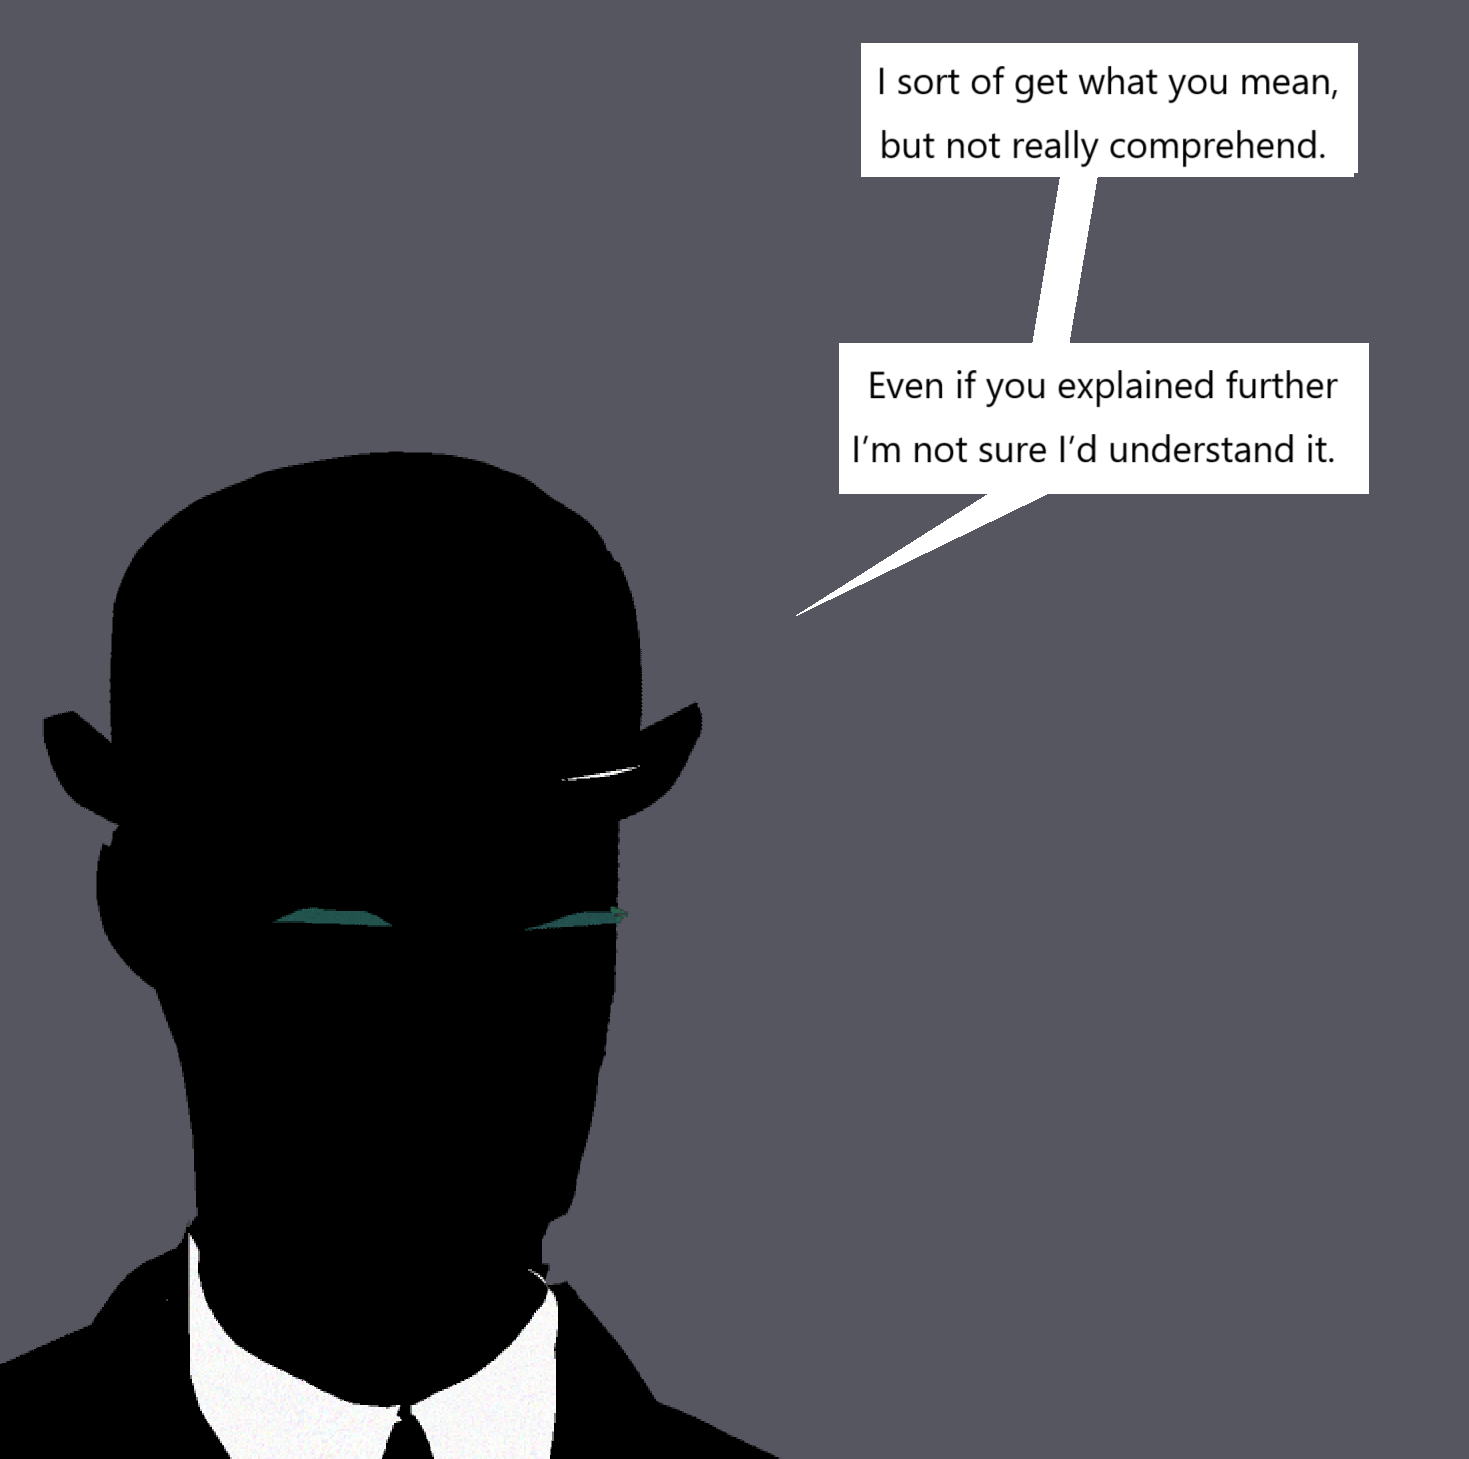 I sort of get what you mean,
but not really comprehend.
Even if you explained further
I’m not sure I’d understand it.